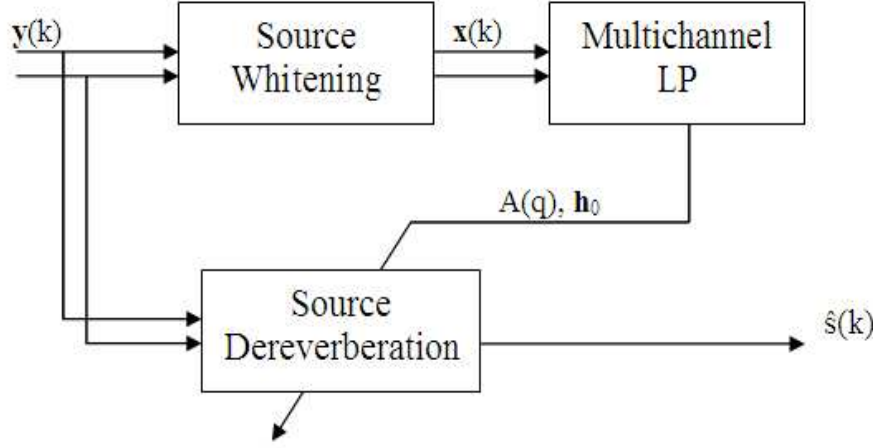 y(k)
Source
Whitening
x(k)
Multichannel
LP
A(q), h₀
Source
Dereverberation
ŝ(k)